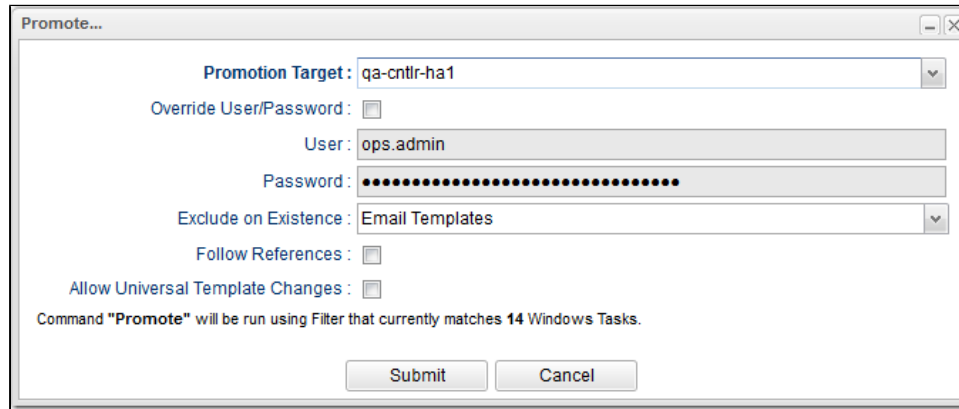 Promote...
Promotion Target : qa-cntlr-ha1
Override User/Password :
User : ops.admin
Password : ••••••••••••••••••••••••••••••••
Exclude on Existence : Email Templates
Follow References :
Allow Universal Template Changes :
Command "Promote" will be run using Filter that currently matches 14 Windows Tasks.
Submit Cancel